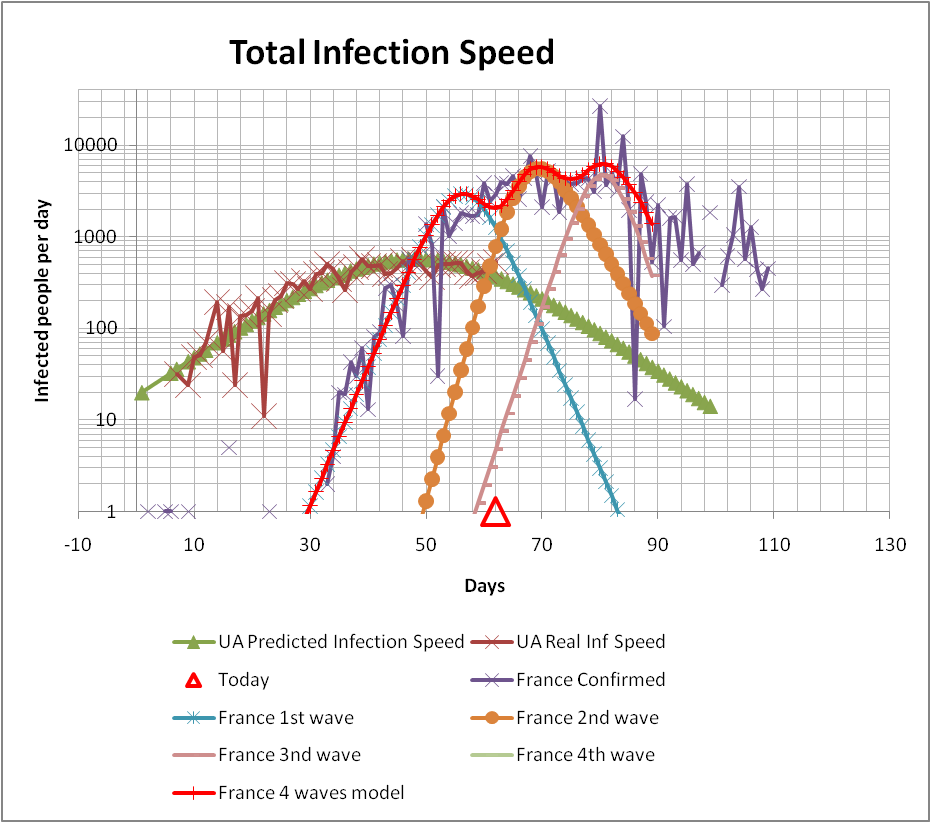 Total Infection Speed
Infected people per day
10000
1000
100
10
1
-10 10 30 50 70 90 110 130
Days
UA Predicted Infection Speed UA Real Inf Speed
Today France Confirmed
France 1st wave France 2nd wave
France 3nd wave France 4th wave
France 4 waves model